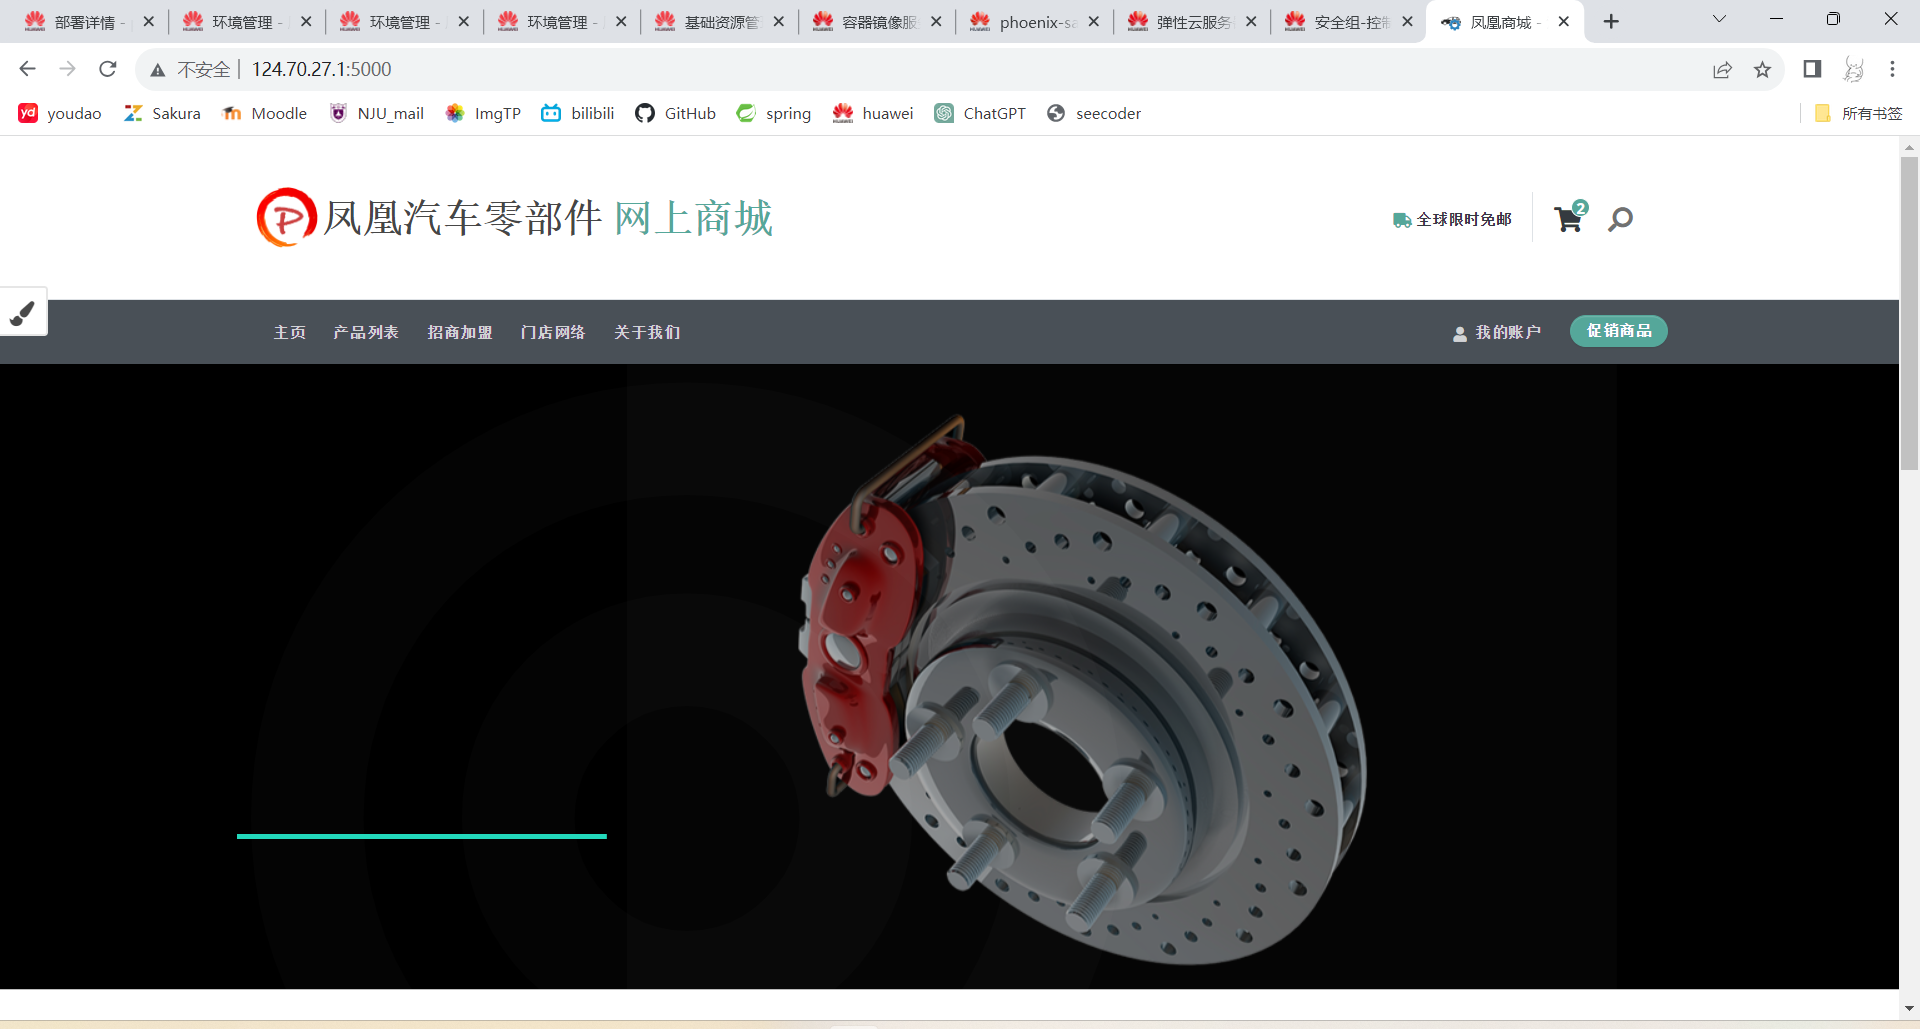 部署详情 -
环境管理 -
环境管理 -
环境管理 -
基础资源管
容器镜像服
phoenix-sa
弹性云服务
安全组-控制
凤凰商城 -
不安全 124.70.27.1:5000
youdao Sakura Moodle NJU_mail ImgTP bilibili GitHub spring huawei ChatGPT seecoder 所有书签
凤凰汽车零部件 网上商城
全球限时免邮 2
主页 产品列表 招商加盟 门店网络 关于我们 我的账户 促销商品